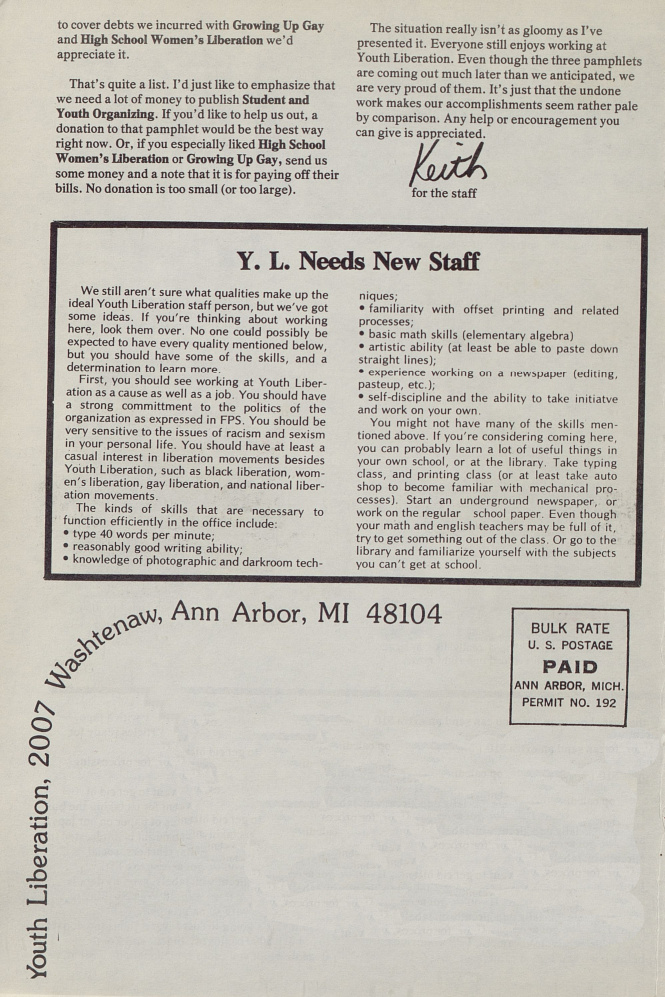 to cover debts we incurred with Growing Up Gay
and High School Women's Liberation we'd
appreciate it.
That's quite a list. I'd just like to emphasize that
we need a lot of money to publish Student and
Youth Organizing. If you'd like to help us out, a
donation to that pamphlet would be the best way
right now. Or, if you especially liked High School
Women's Liberation or Growing Up Gay, send us
some money and a note that it is for paying off their
bills. No donation is too small (or too large).
The situation really isn't as gloomy as I've
presented it. Everyone still enjoys working at
Youth Liberation. Even though the three pamphlets
are coming out much later than we anticipated, we
are very proud of them. It's just that the undone
work makes our accomplishments seem rather pale
by comparison. Any help or encouragement you
can give is appreciated.
Keith
for the staff
Y. L. Needs New Staff
We still aren't sure what qualities make up the
ideal Youth Liberation staff person, but we've got
some ideas. If you're thinking about working
here, look them over. No one could possibly be
expected to have every quality mentioned below,
but you should have some of the skills, and a
determination to learn more.
First, you should see working at Youth Liber-
ation as a cause as well as a job. You should have
a strong committment to the politics of the
organization as expressed in FPS. You should be
very sensitive to the issues of racism and sexism
in your personal life. You should have at least a
casual interest in liberation movements besides
Youth Liberation, such as black liberation, wom-
en's liberation, gay liberation, and national liber-
ation movements.
The kinds of skills that are necessary to
function efficiently in the office include:
• type 40 words per minute;
• reasonably good writing ability;
• knowledge of photographic and darkroom tech-
niques;
• familiarity with offset printing and related
processes;
• basic math skills (elementary algebra)
• artistic ability (at least be able to paste down
straight lines);
• experience working on a newspaper (editing,
pasteup, etc.);
• self-discipline and the ability to take initiatve
and work on your own.
You might not have many of the skills men-
tioned above. If you're considering coming here,
you can probably learn a lot of useful things in
your own school, or at the library. Take typing
class, and printing class (or at least take auto
shop to become familiar with mechanical pro-
cesses). Start an underground newspaper, or
work on the regular school paper. Even though
your math and english teachers may be full of it,
try to get something out of the class. Or go to the
library and familiarize yourself with the subjects
you can't get at school.
Youth Liberation, 2007 Washtenaw, Ann Arbor, MI 48104
BULK RATE
U. S. POSTAGE
PAID
ANN ARBOR, MICH.
PERMIT NO. 192